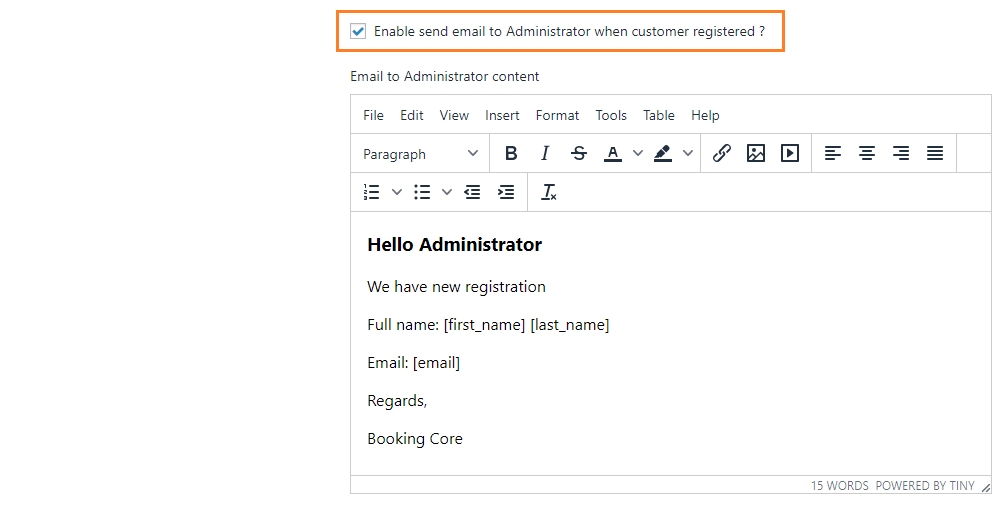 Enable send email to Administrator when customer registered ?
Email to Administrator content
File Edit View Insert Format Tools Table Help
Paragraph B I S A
Hello Administrator
We have new registration
Full name: [first_name] [last_name]
Email: [email]
Regards,
Booking Core
15 WORDS POWERED BY TINY